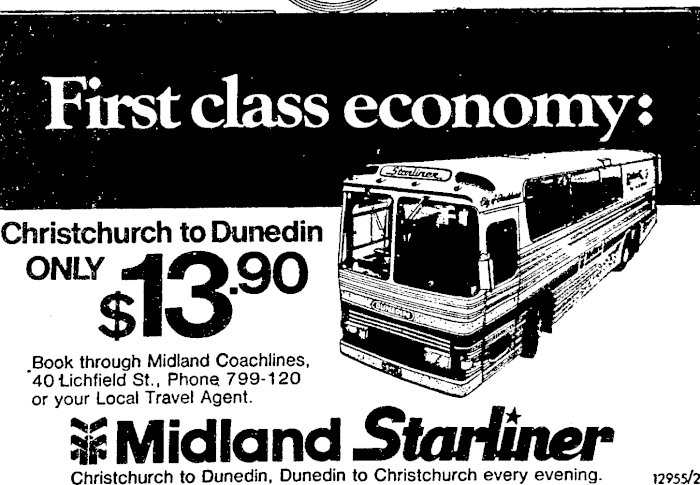 First class economy:
Starliner
Christchurch to Dunedin
ONLY
$13.90
Book through Midland Coachlines,
40 Lichfield St., Phone 799-120
or your Local Travel Agent.
Midland Starliner
Christchurch to Dunedin, Dunedin to Christchurch every evening.
12955/2